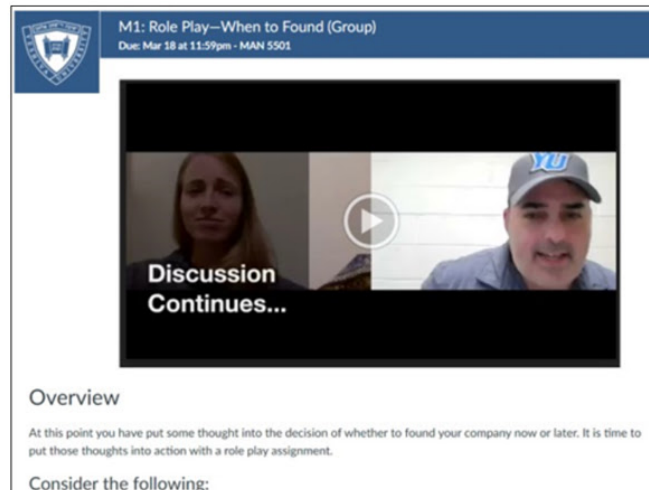 M1: Role Play—When to Found (Group)
Due: Mar 18 at 11:59pm - MAN 5501
YU
Discussion
Continues...
Overview
At this point you have put some thought into the decision of whether to found your company now or later. It is time to
put those thoughts into action with a role play assignment.
Consider the following: